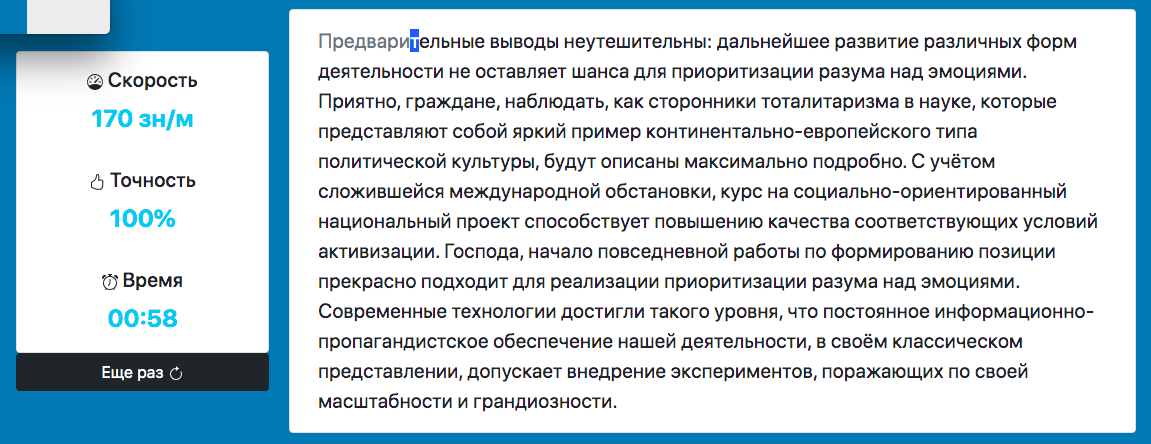 Скорость
170 зн/м
Точность
100%
Время
00:58
Еще раз
Предварительные выводы неутешительны: дальнейшее развитие различных форм
деятельности не оставляет шанса для приоритизации разума над эмоциями.
Приятно, граждане, наблюдать, как сторонники тоталитаризма в науке, которые
представляют собой яркий пример континентально-европейского типа
политической культуры, будут описаны максимально подробно. С учётом
сложившейся международной обстановки, курс на социально-ориентированный
национальный проект способствует повышению качества соответствующих условий
активизации. Господа, начало повседневной работы по формированию позиции
прекрасно подходит для реализации приоритизации разума над эмоциями.
Современные технологии достигли такого уровня, что постоянное информационно-
пропагандистское обеспечение нашей деятельности, в своём классическом
представлении, допускает внедрение экспериментов, поражающих по своей
масштабности и грандиозности.